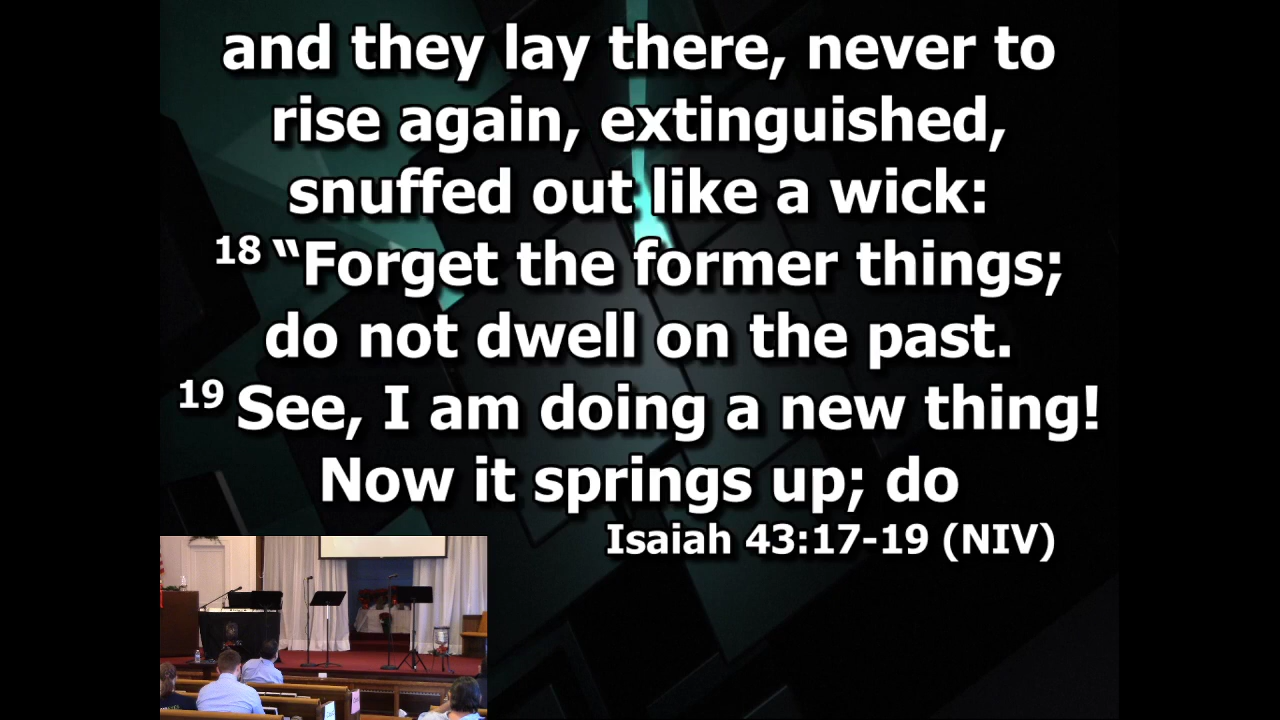 and they lay there, never to
rise again, extinguished,
snuffed out like a wick:
18 “Forget the former things;
do not dwell on the past.
19 See, I am doing a new thing!
Now it springs up; do
Isaiah 43:17-19 (NIV)